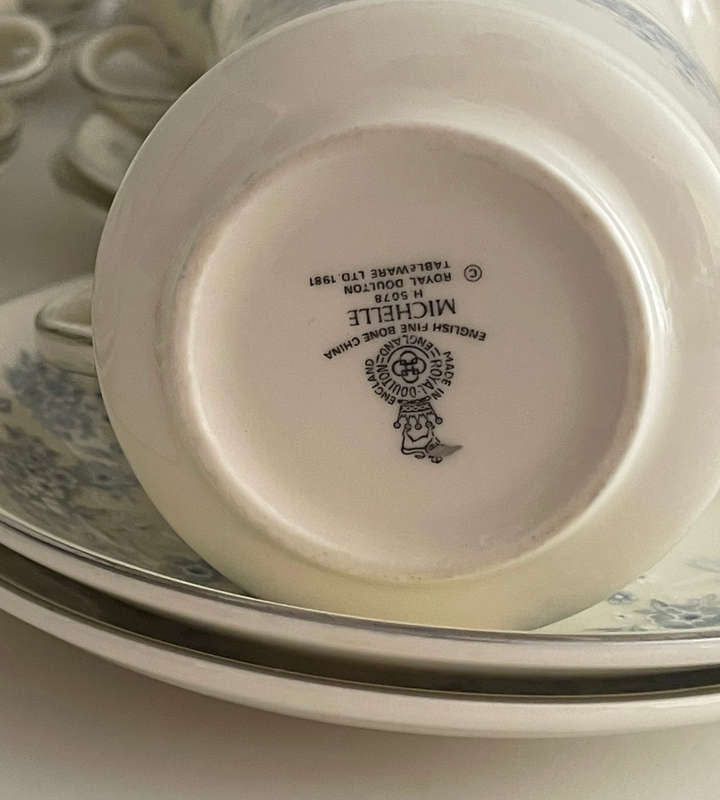 MADE IN
ENGLAND
ROYAL-DOULTON-
ENGLAND-
ENGLISH FINE BONE CHINA
MICHELLE
H 5078
© ROYAL DOULTON
TABLEWARE LTD. 1981